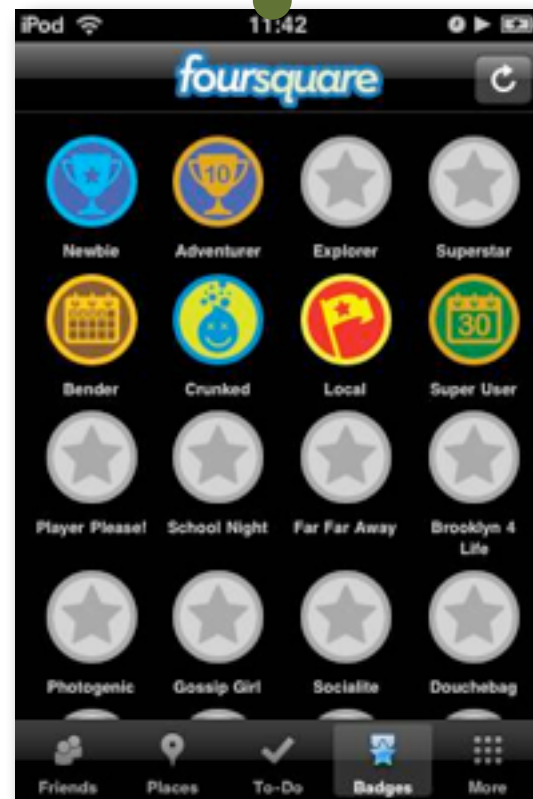 iPod 11:42
foursquare
Newbie Adventurer Explorer Superstar
10
Bender Crunked Local Super User
30
Player Please! School Night Far Far Away Brooklyn 4
Life
Photogenic Gossip Girl Socialite Douchebag
Friends Places To-Do Badges More